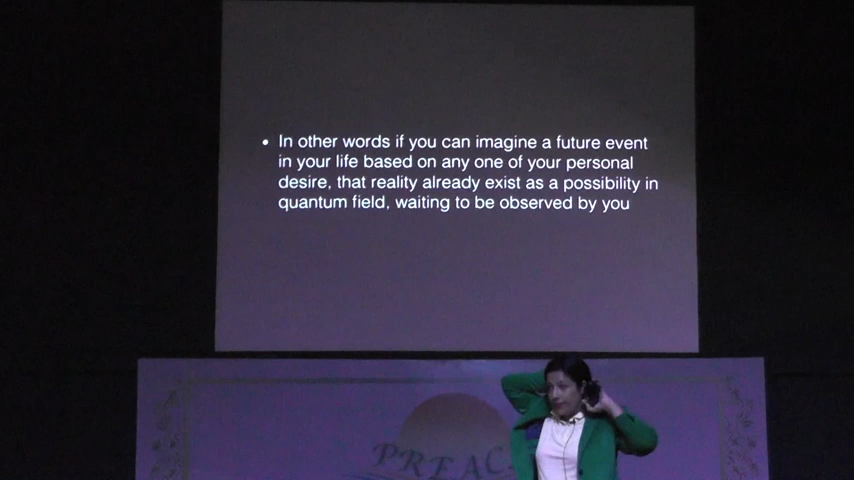 • In other words if you can imagine a future event
in your life based on any one of your personal
desire, that reality already exist as a possibility in
quantum field, waiting to be observed by you